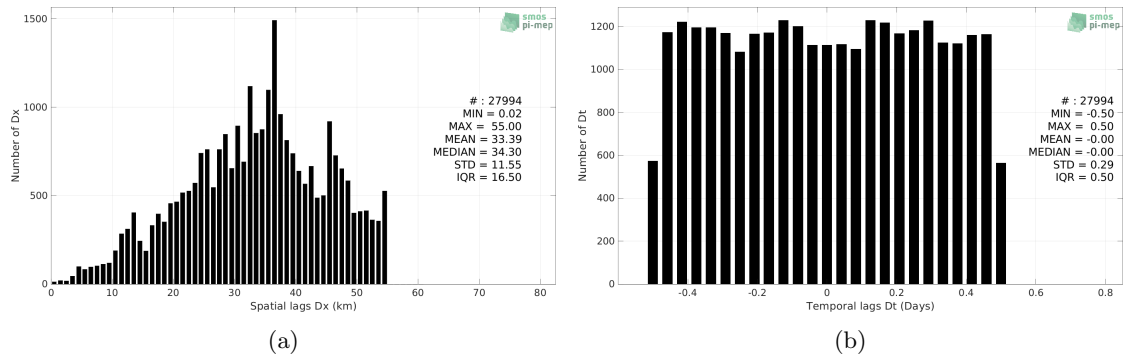 1500
1000
500
0
0
10
20
30
40
50
60
70
80
Number of Dx
Spatial lags Dx (km)
smos
pi-mep
# : 27994
MIN = 0.02
MAX = 55.00
MEAN = 33.39
MEDIAN = 34.30
STD = 11.55
IQR = 16.50
(a)
1200
1000
800
600
400
200
0
-0.4
-0.2
0
0.2
0.4
0.6
0.8
Number of Dt
Temporal lags Dt (Days)
smos
pi-mep
# : 27994
MIN = -0.50
MAX = 0.50
MEAN = -0.00
MEDIAN = -0.00
STD = 0.29
IQR = 0.50
(b)